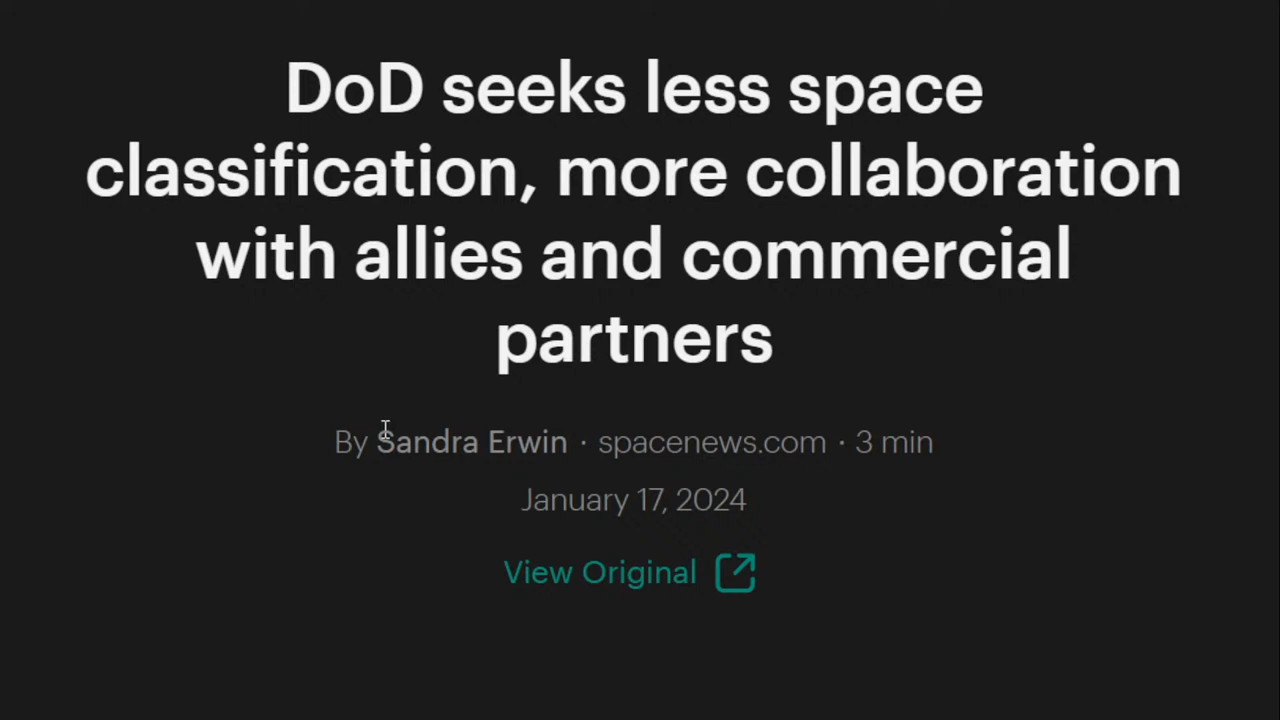 DoD seeks less space
classification, more collaboration
with allies and commercial
partners
By Sandra Erwin · spacenews.com · 3 min
January 17, 2024
View Original